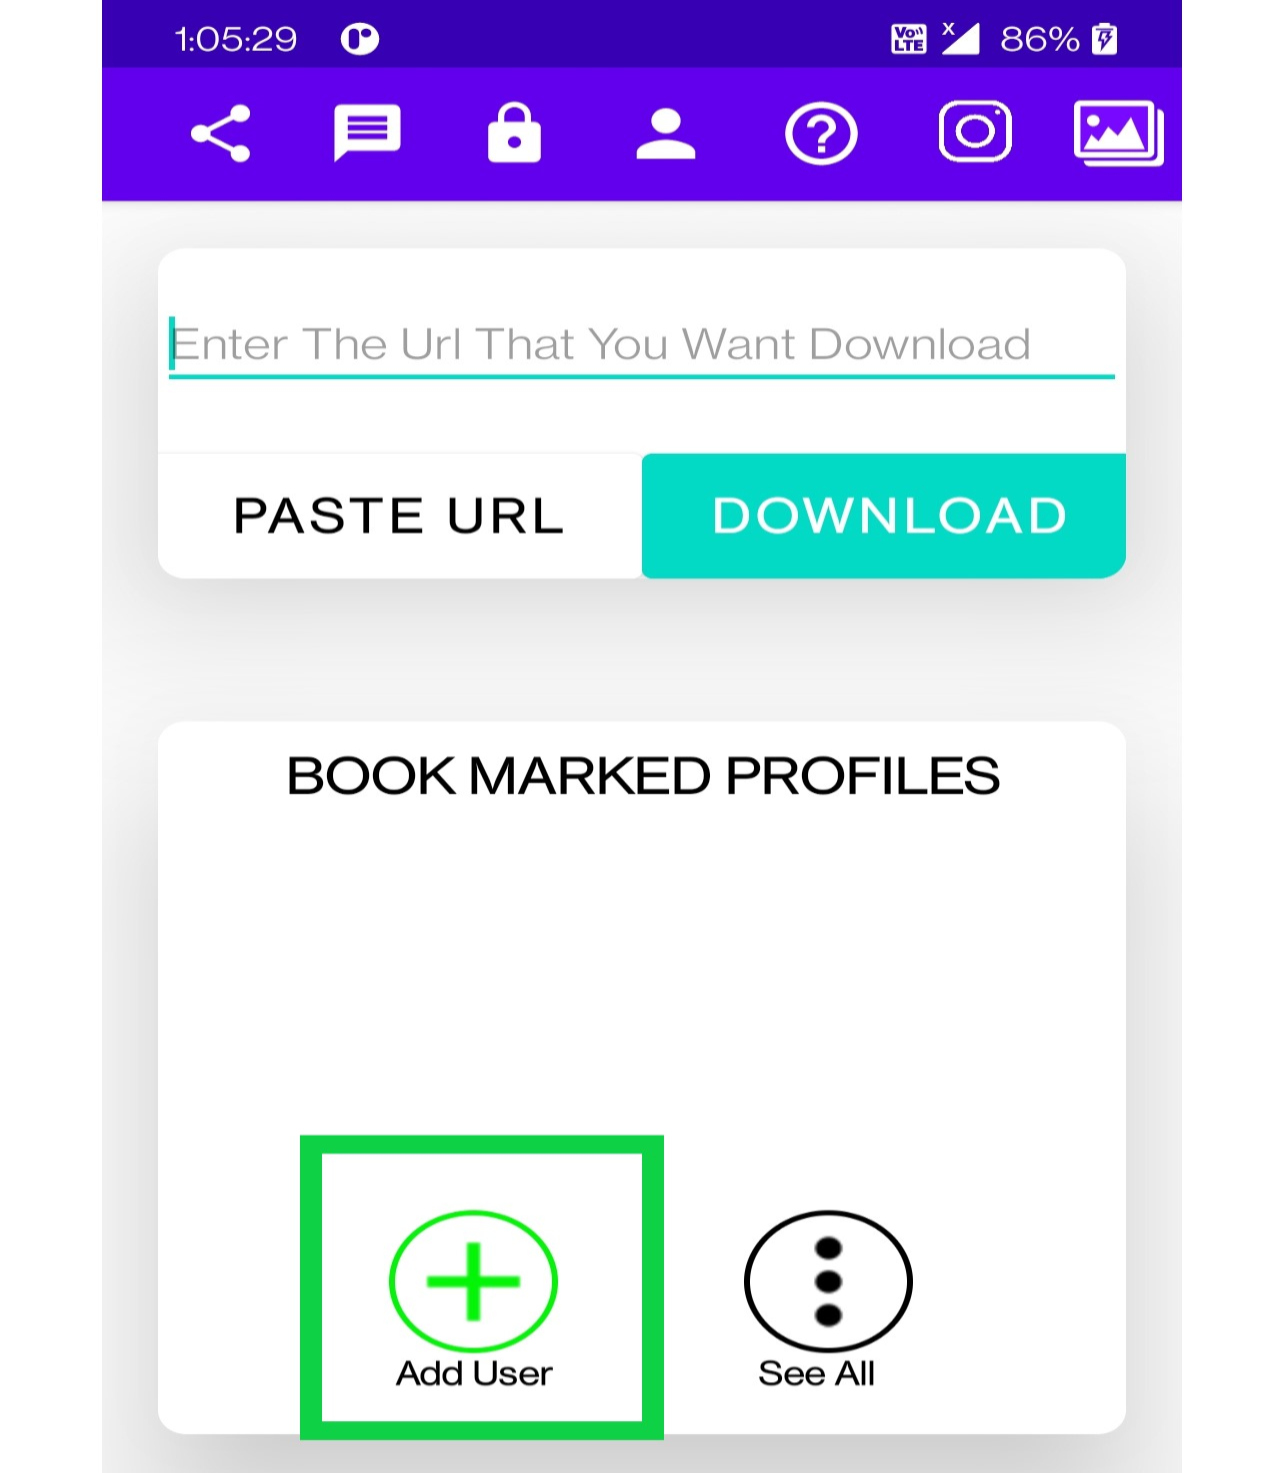 1:05:29 Vo)) LTE x 86%
Enter The Url That You Want Download
PASTE URL DOWNLOAD
BOOK MARKED PROFILES
Add User See All